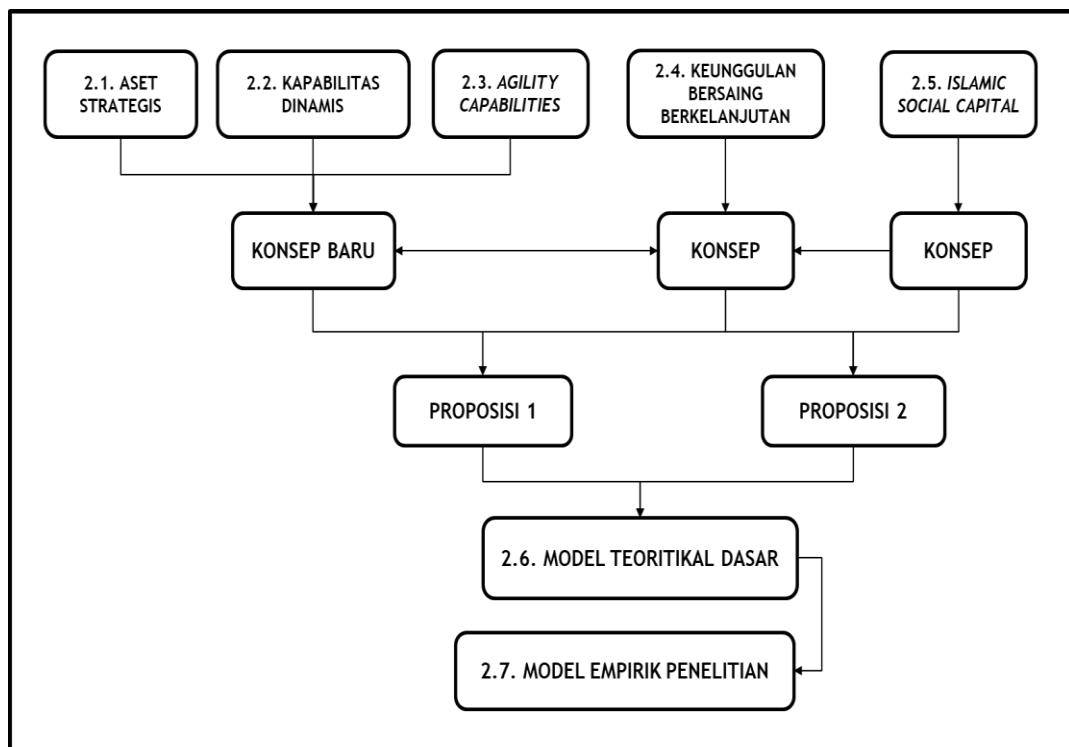 2.1. ASET
STRATEGIS
2.2. KAPABILITAS
DINAMIS
2.3. AGILITY
CAPABILITIES
2.4. KEUNGGULAN
BERSAING
BERKELANJUTAN
2.5. ISLAMIC
SOCIAL CAPITAL
KONSEP BARU
KONSEP
KONSEP
PROPOSISI 1
PROPOSISI 2
2.6. MODEL TEORITIKAL DASAR
2.7. MODEL EMPIRIK PENELITIAN